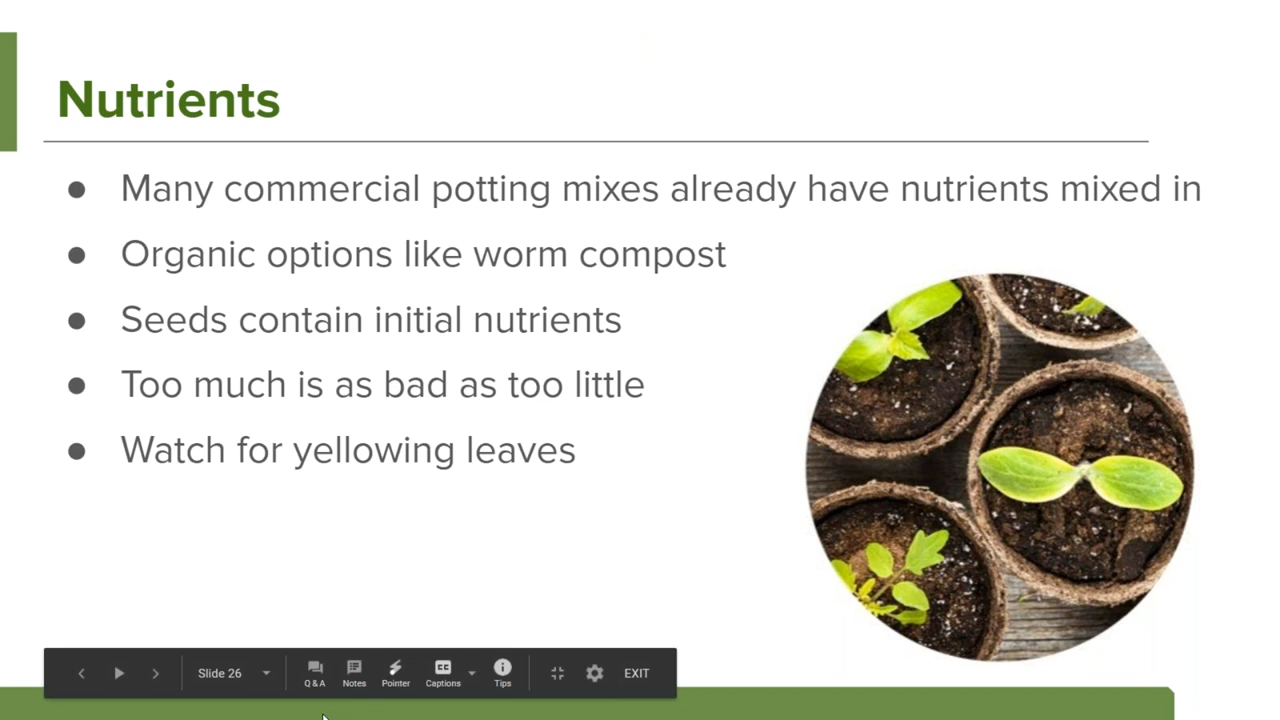 Nutrients
● Many commercial potting mixes already have nutrients mixed in
● Organic options like worm compost
● Seeds contain initial nutrients
● Too much is as bad as too little
● Watch for yellowing leaves
Slide 26 Q & A Notes Pointer Captions Tips EXIT